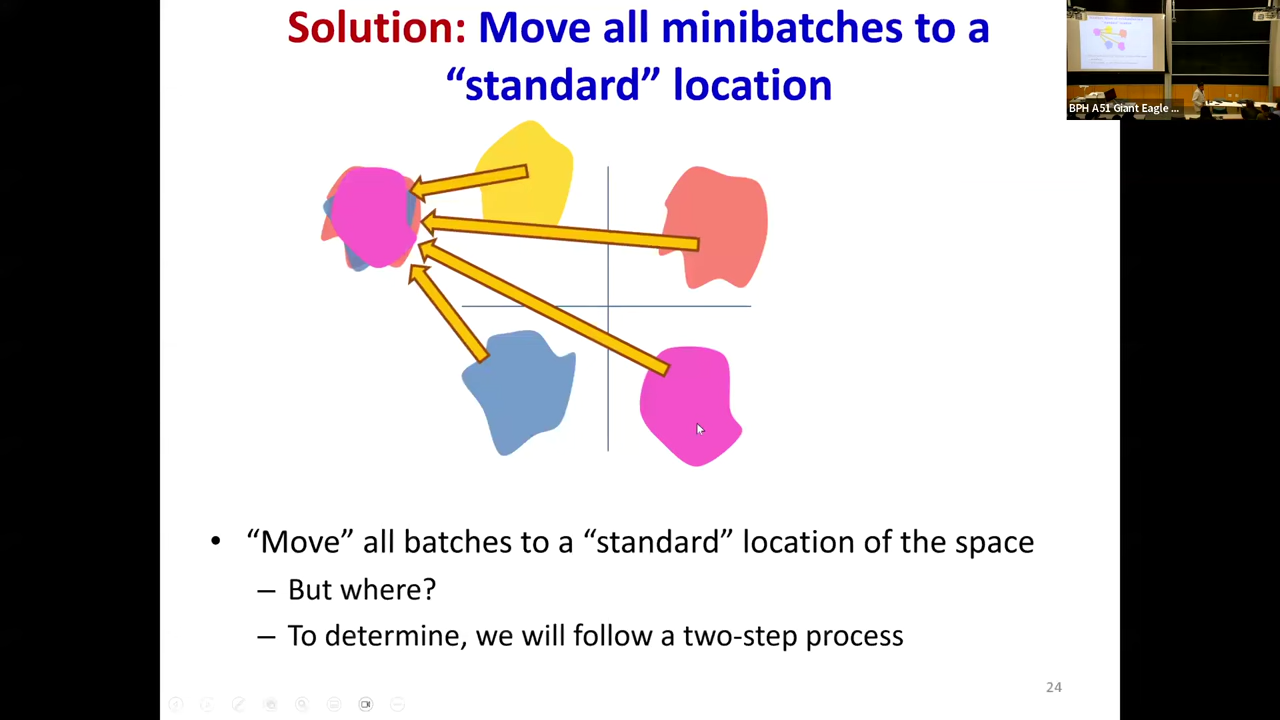 Solution: Move all minibatches to a
“standard” location
BPH A51 Giant Eagle ...
• “Move” all batches to a “standard” location of the space
– But where?
– To determine, we will follow a two-step process
24